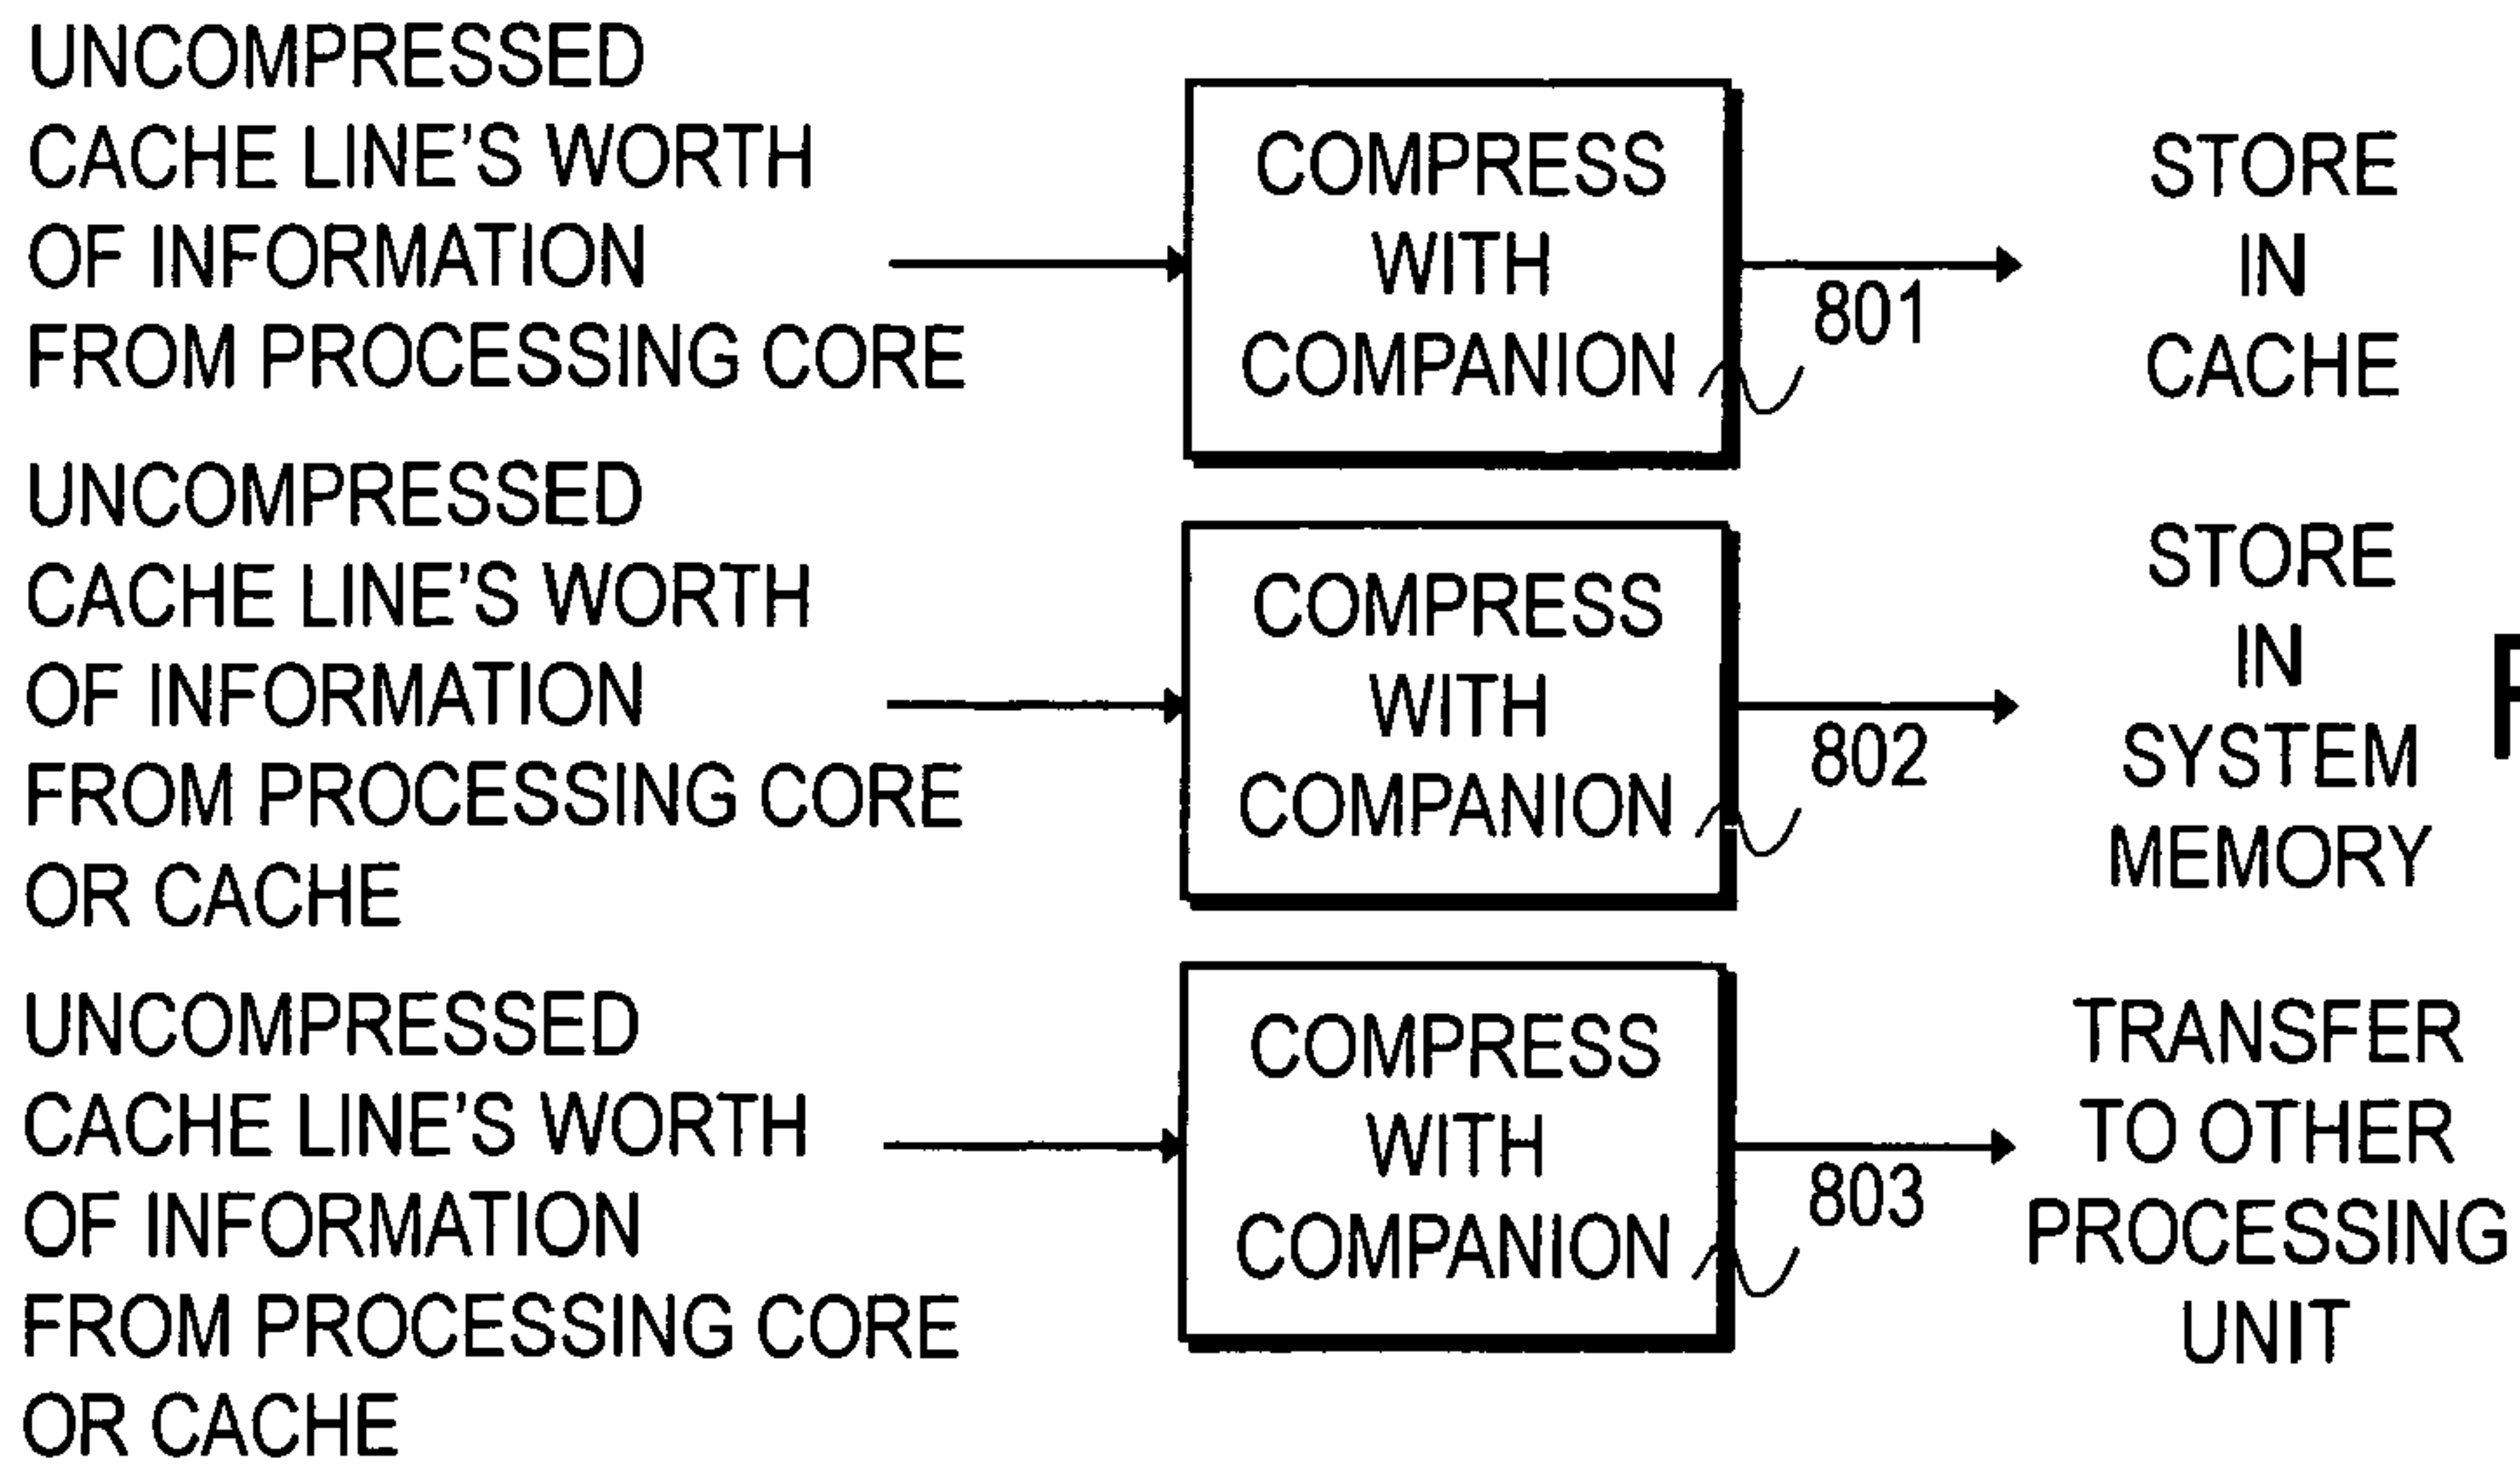 UNCOMPRESSED
CACHE LINE'S WORTH
OF INFORMATION
FROM PROCESSING CORE
COMPRESS
WITH
COMPANION
801
STORE
IN
CACHE
UNCOMPRESSED
CACHE LINE'S WORTH
OF INFORMATION
FROM PROCESSING CORE
OR CACHE
COMPRESS
WITH
COMPANION
802
STORE
IN
SYSTEM
MEMORY
UNCOMPRESSED
CACHE LINE'S WORTH
OF INFORMATION
FROM PROCESSING CORE
OR CACHE
COMPRESS
WITH
COMPANION
803
TRANSFER
TO OTHER
PROCESSING
UNIT